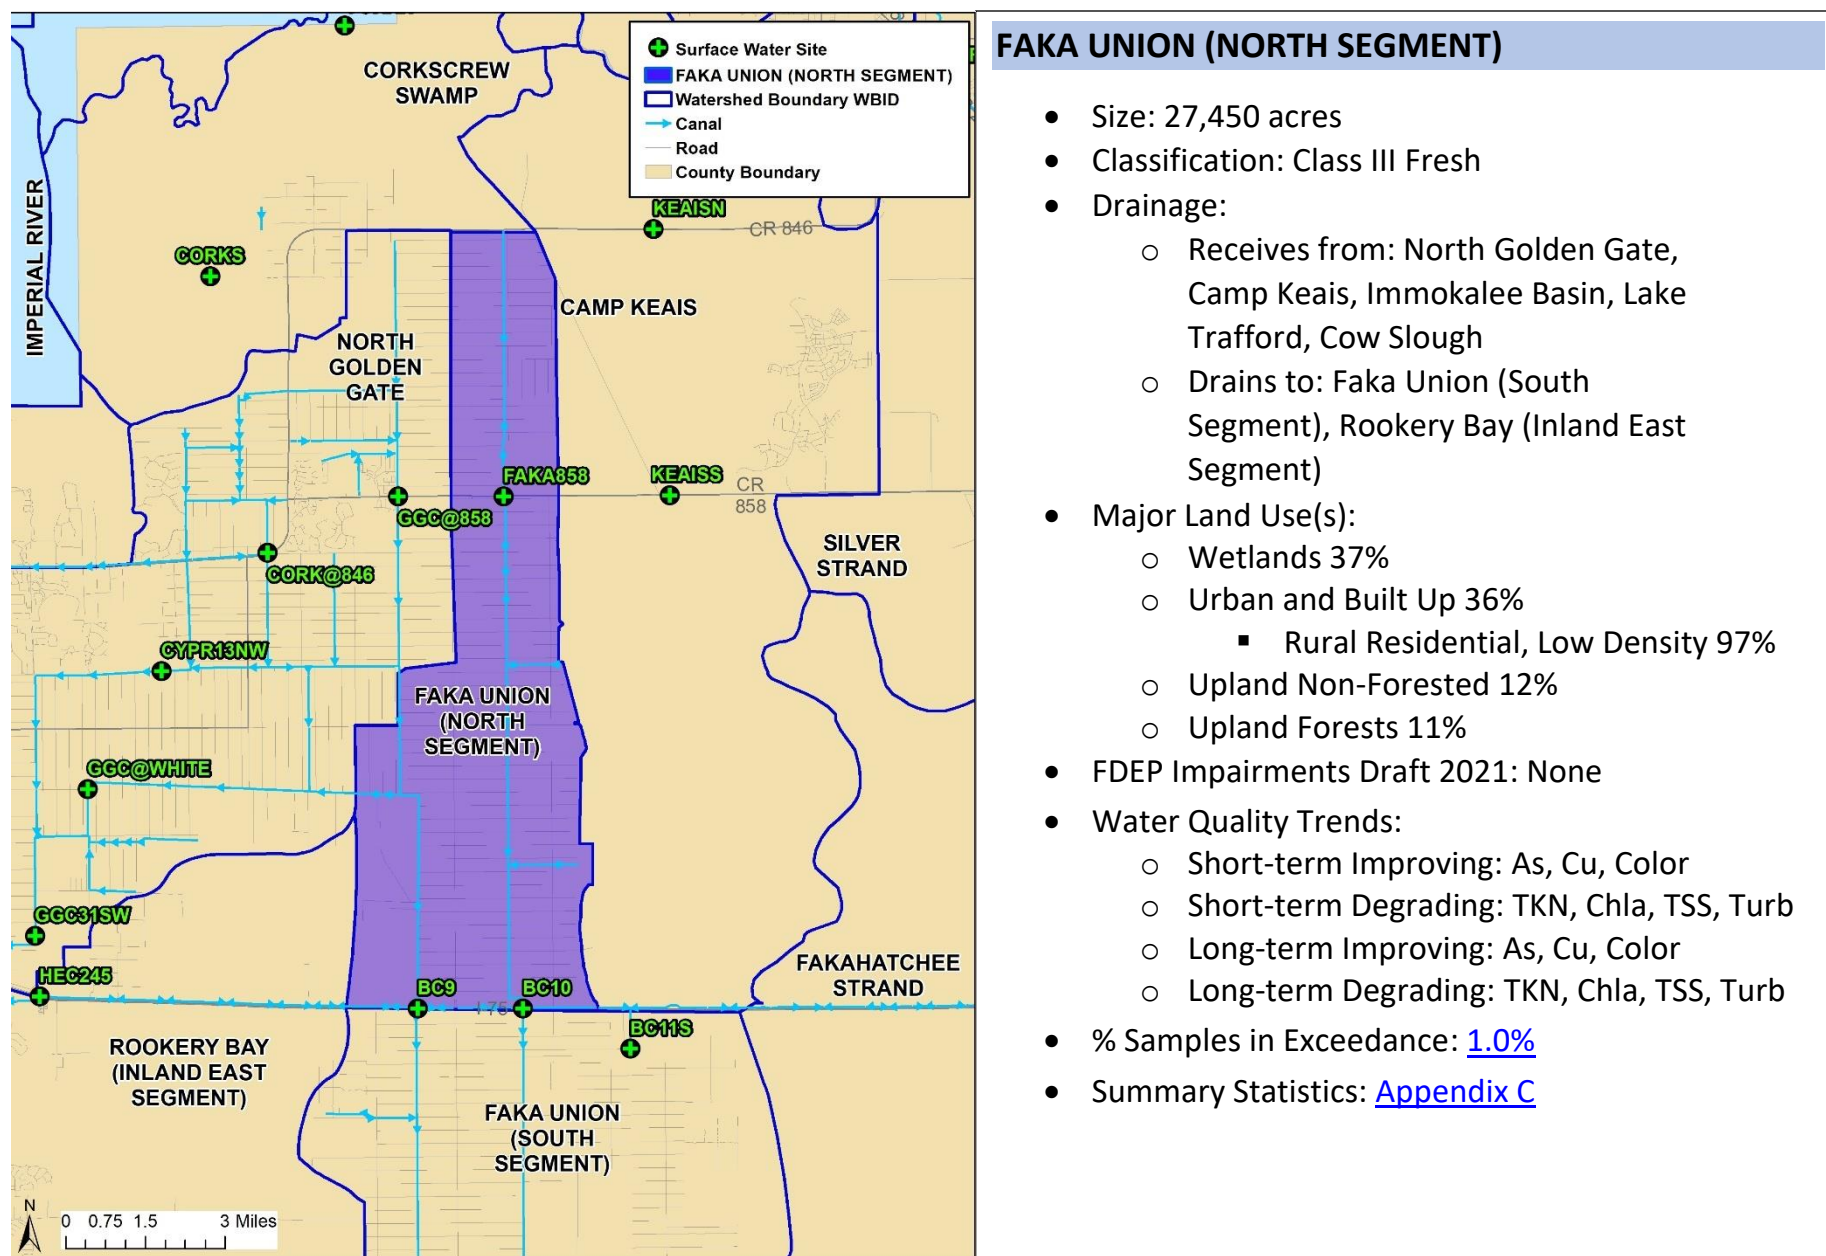 CORKSCREW
SWAMP
Surface Water Site
FAKA UNION (NORTH SEGMENT)
Watershed Boundary WBID
Canal
Road
County Boundary
IMPERIAL RIVER
KEAISN
CR 846
CORKS
CAMP KEAIS
NORTH
GOLDEN
GATE
FAKA858
KEAISS
CR
858
GGC@858
SILVER
STRAND
CORK@846
CYPR13NW
FAKA UNION
(NORTH
SEGMENT)
GGC@WHITE
GGC31SW
HEC245
BC9
I-75
BC10
FAKAHATCHEE
STRAND
BC11S
ROOKERY BAY
(INLAND EAST
SEGMENT)
FAKA UNION
(SOUTH
SEGMENT)
N
0 0.75 1.5 3 Miles
FAKA UNION (NORTH SEGMENT)
• Size: 27,450 acres
• Classification: Class III Fresh
• Drainage:
o Receives from: North Golden Gate,
Camp Keais, Immokalee Basin, Lake
Trafford, Cow Slough
o Drains to: Faka Union (South
Segment), Rookery Bay (Inland East
Segment)
• Major Land Use(s):
o Wetlands 37%
o Urban and Built Up 36%
▪ Rural Residential, Low Density 97%
o Upland Non-Forested 12%
o Upland Forests 11%
• FDEP Impairments Draft 2021: None
• Water Quality Trends:
o Short-term Improving: As, Cu, Color
o Short-term Degrading: TKN, Chla, TSS, Turb
o Long-term Improving: As, Cu, Color
o Long-term Degrading: TKN, Chla, TSS, Turb
• % Samples in Exceedance: 1.0%
• Summary Statistics: Appendix C